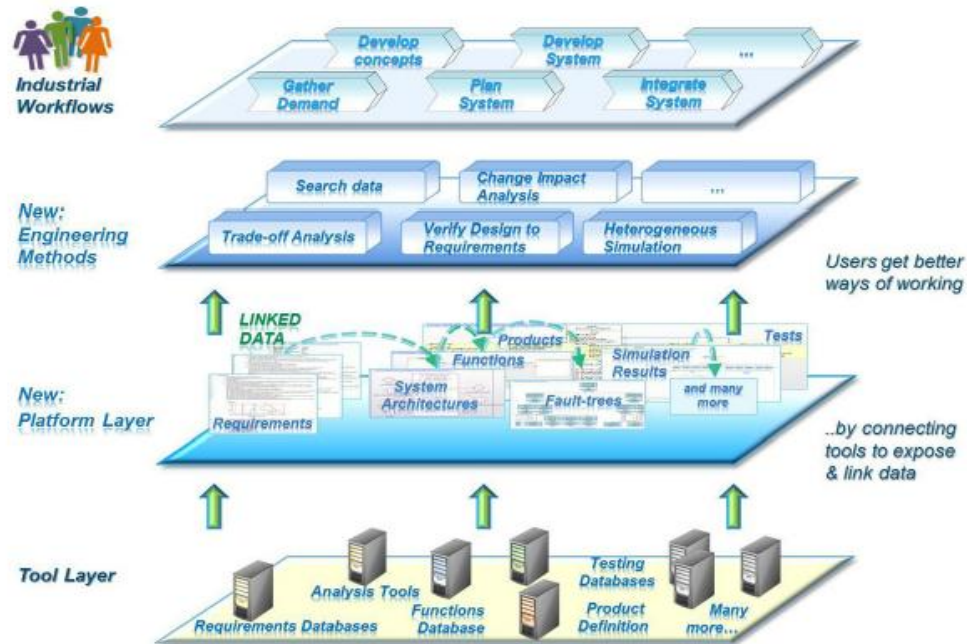 Industrial
Workflows
Develop
concepts
Develop
System
...
Gather
Demand
Plan
System
Integrate
System
New:
Engineering
Methods
Search data
Change Impact
Analysis
...
Trade-off Analysis
Verify Design to
Requirements
Heterogeneous
Simulation
Users get better
ways of working
LINKED
DATA
New:
Platform Layer
Requirements
System
Architectures
Functions
Products
Fault-trees
Simulation
Results
Tests
and many
more
..by connecting
tools to expose
& link data
Tool Layer
Requirements Databases
Analysis Tools
Functions
Database
Testing
Databases
Product
Definition
Many
more...